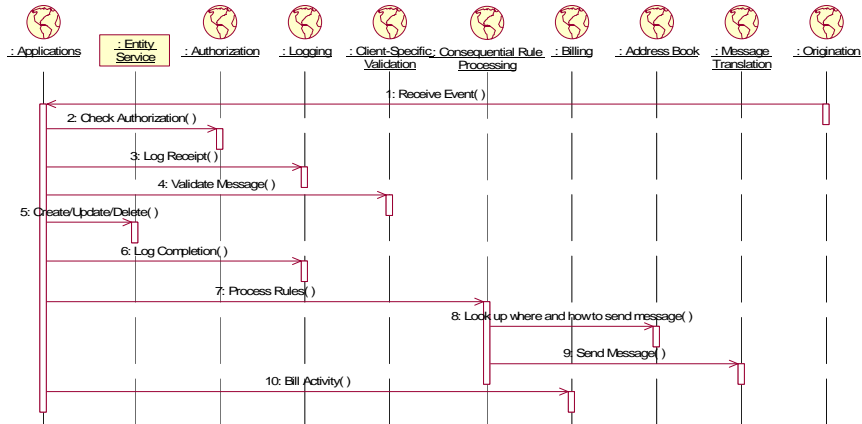 : Applications
: Entity
Service
: Authorization
: Logging
: Client-Specific
Validation
: Consequential Rule
Processing
: Billing
: Address Book
: Message
Translation
: Origination
1: Receive Event( )
2: Check Authorization( )
3: Log Receipt( )
4: Validate Message( )
5: Create/Update/Delete( )
6: Log Completion( )
7: Process Rules( )
8: Look up where and how to send message( )
9: Send Message( )
10: Bill Activity( )